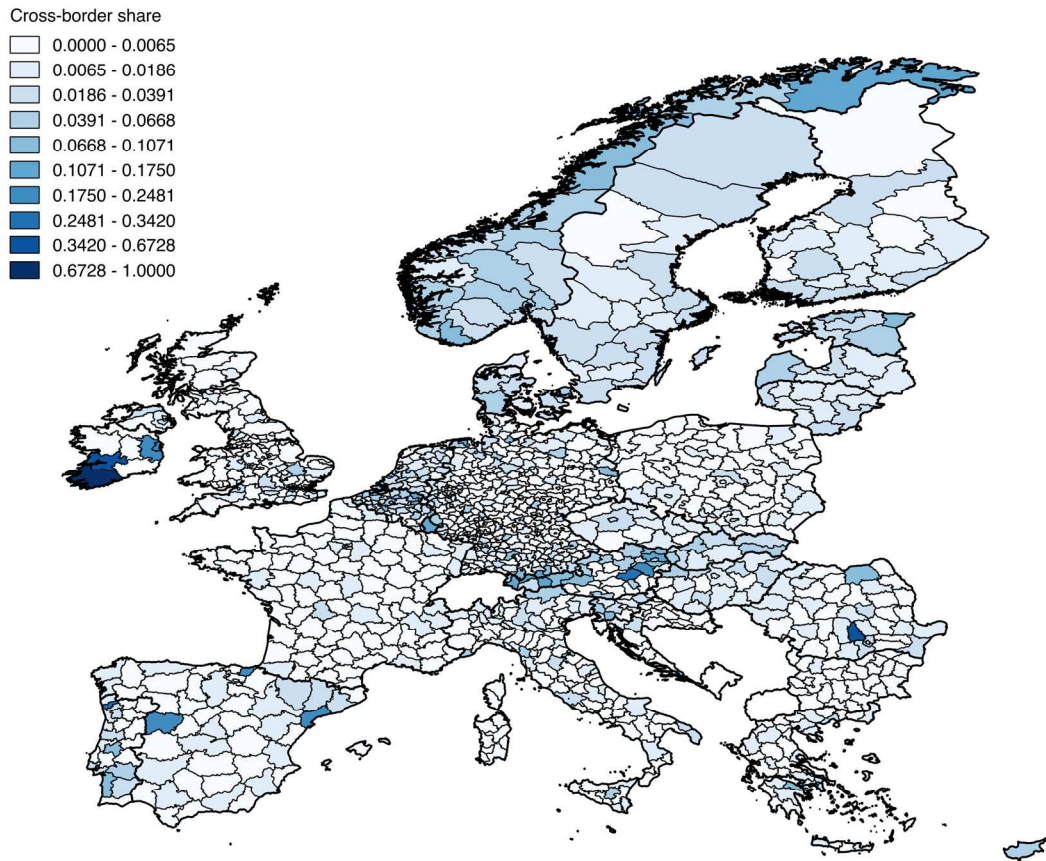 Cross-border share
0.0000 - 0.0065
0.0065 - 0.0186
0.0186 - 0.0391
0.0391 - 0.0668
0.0668 - 0.1071
0.1071 - 0.1750
0.1750 - 0.2481
0.2481 - 0.3420
0.3420 - 0.6728
0.6728 - 1.0000